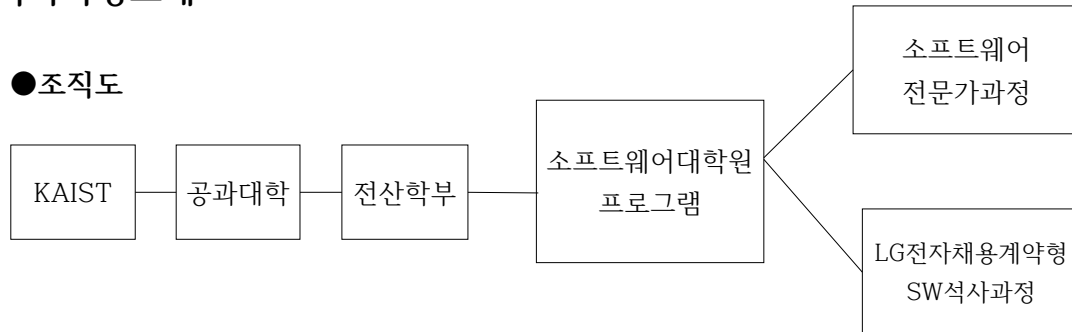 ●조직도
소프트웨어
전문가과정
KAIST
공과대학
전산학부
소프트웨어대학원
프로그램
LG전자채용계약형
SW석사과정